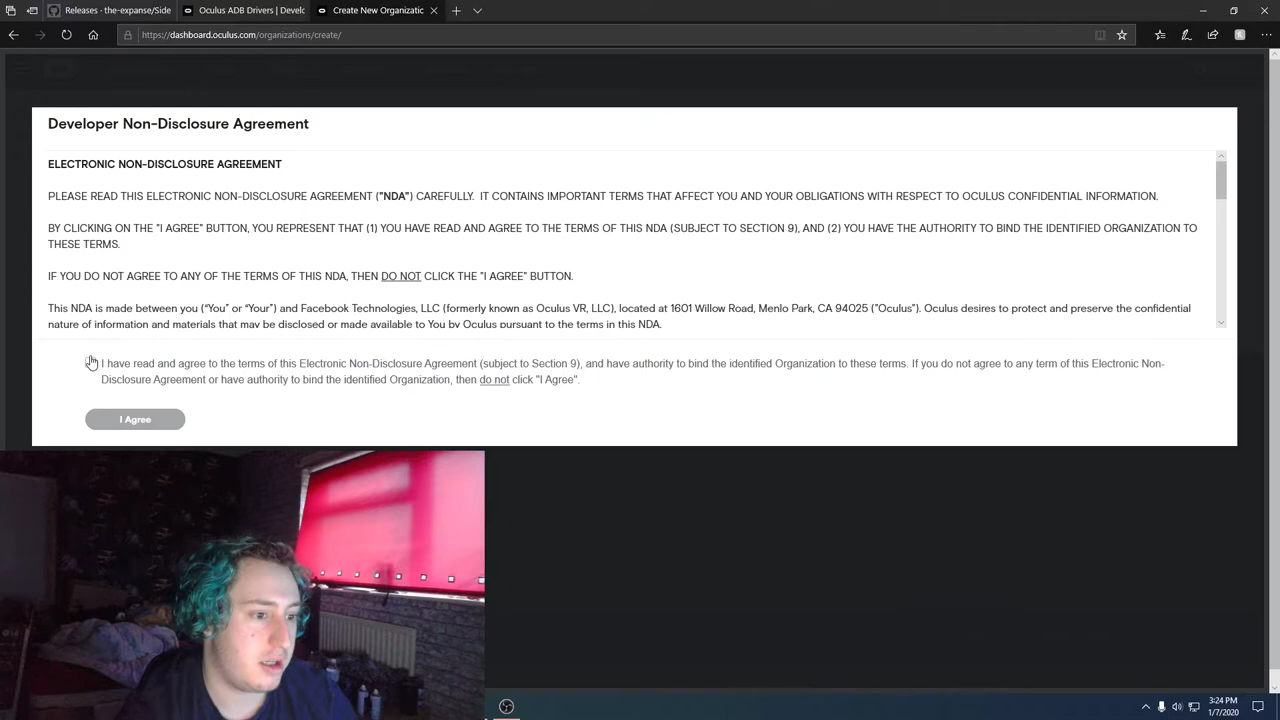 Releases - the-expanse/Side
Oculus ADB Drivers | Develo
Create New Organizatic
https://dashboard.oculus.com/organizations/create/
Developer Non-Disclosure Agreement
ELECTRONIC NON-DISCLOSURE AGREEMENT
PLEASE READ THIS ELECTRONIC NON-DISCLOSURE AGREEMENT ("NDA") CAREFULLY. IT CONTAINS IMPORTANT TERMS THAT AFFECT YOU AND YOUR OBLIGATIONS WITH RESPECT TO OCULUS CONFIDENTIAL INFORMATION.
BY CLICKING ON THE "I AGREE" BUTTON, YOU REPRESENT THAT (1) YOU HAVE READ AND AGREE TO THE TERMS OF THIS NDA (SUBJECT TO SECTION 9), AND (2) YOU HAVE THE AUTHORITY TO BIND THE IDENTIFIED ORGANIZATION TO
THESE TERMS.
IF YOU DO NOT AGREE TO ANY OF THE TERMS OF THIS NDA, THEN DO NOT CLICK THE "I AGREE" BUTTON.
This NDA is made between you (“You” or “Your”) and Facebook Technologies, LLC (formerly known as Oculus VR, LLC), located at 1601 Willow Road, Menlo Park, CA 94025 ("Oculus"). Oculus desires to protect and preserve the confidential
nature of information and materials that may be disclosed or made available to You by Oculus pursuant to the terms in this NDA.
I have read and agree to the terms of this Electronic Non-Disclosure Agreement (subject to Section 9), and have authority to bind the identified Organization to these terms. If you do not agree to any term of this Electronic Non-
Disclosure Agreement or have authority to bind the identified Organization, then do not click "I Agree".
I Agree
LG
3:24 PM
1/7/2020